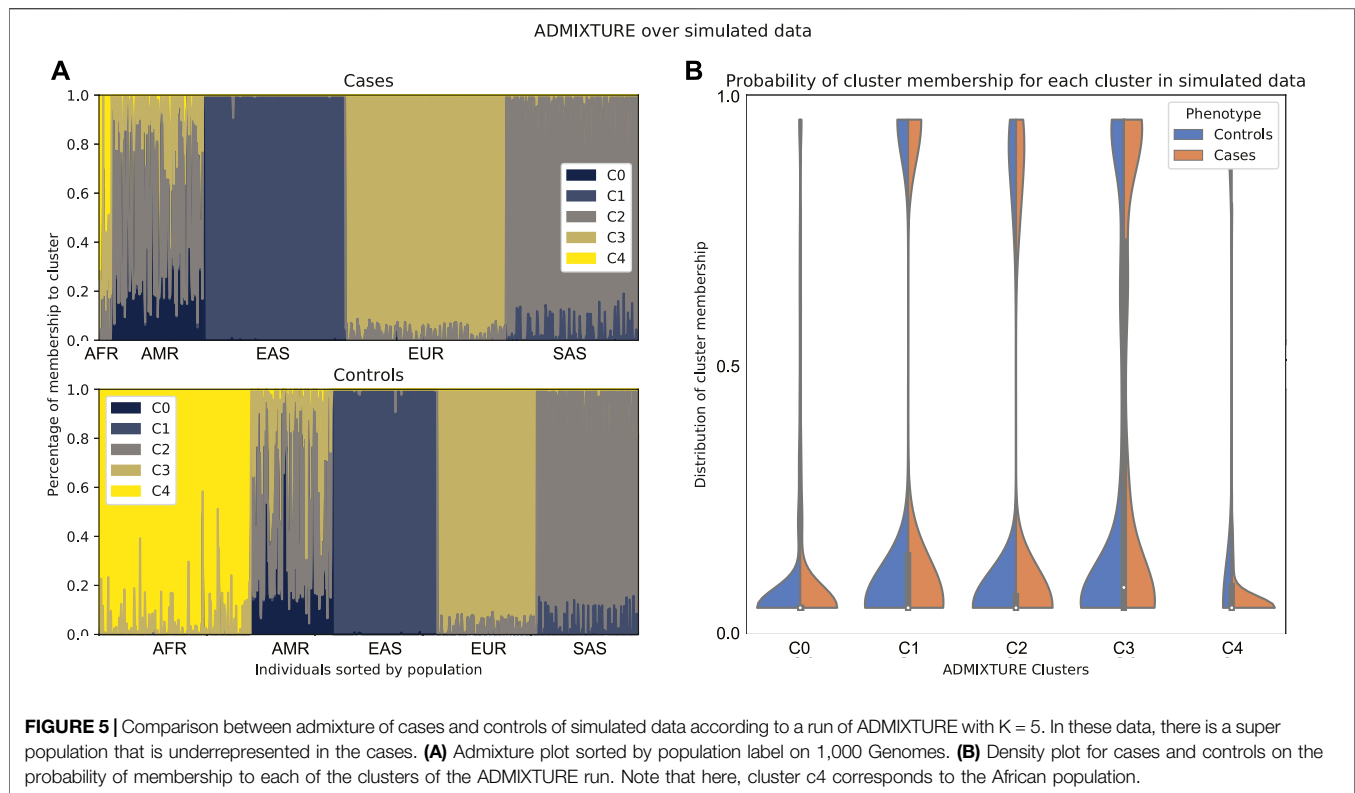 ADMIXTURE over simulated data
A
Cases
Percentage of membership to cluster
1.0
0.8
0.6
0.4
0.2
0.0
C0
C1
C2
C3
C4
AFR AMR EAS EUR SAS
Controls
1.0
0.8
0.6
0.4
0.2
0.0
C0
C1
C2
C3
C4
AFR AMR EAS EUR SAS
Individuals sorted by population
B
Probability of cluster membership for each cluster in simulated data
Distribution of cluster membership
1.0
0.5
0.0
Phenotype
Controls
Cases
C0 C1 C2 C3 C4
ADMIXTURE Clusters
FIGURE 5 | Comparison between admixture of cases and controls of simulated data according to a run of ADMIXTURE with K = 5. In these data, there is a super
population that is underrepresented in the cases. (A) Admixture plot sorted by population label on 1,000 Genomes. (B) Density plot for cases and controls on the
probability of membership to each of the clusters of the ADMIXTURE run. Note that here, cluster c4 corresponds to the African population.